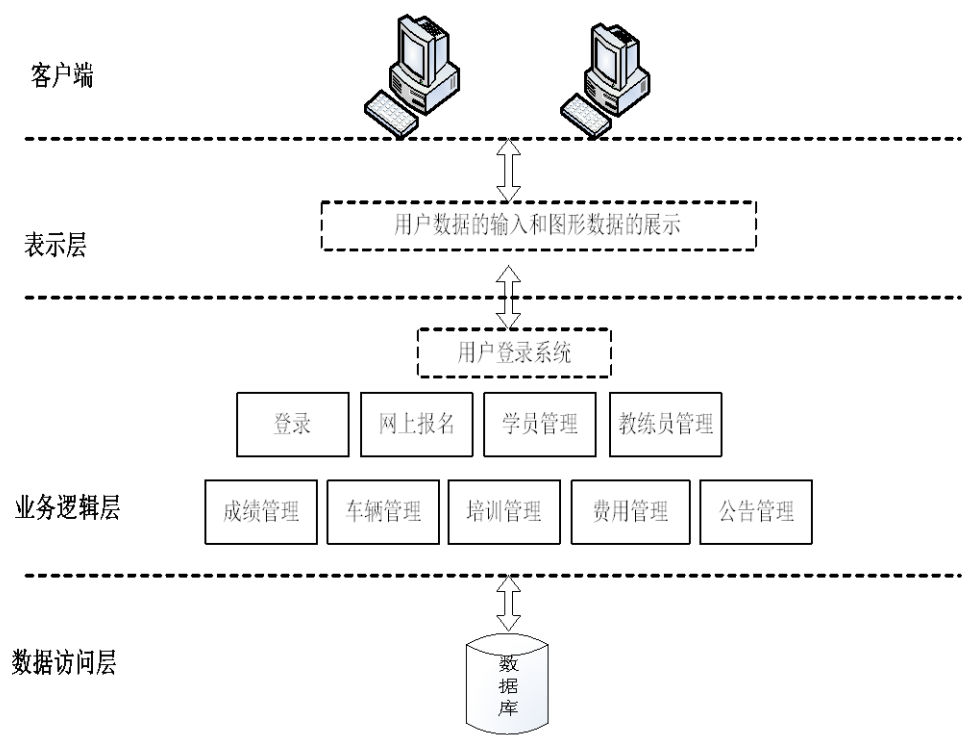 客户端
用户数据的输入和图形数据的展示
表示层
用户登录系统
登录
网上报名
学员管理
教练员管理
业务逻辑层
成绩管理
车辆管理
培训管理
费用管理
公告管理
数据访问层
数
据
库